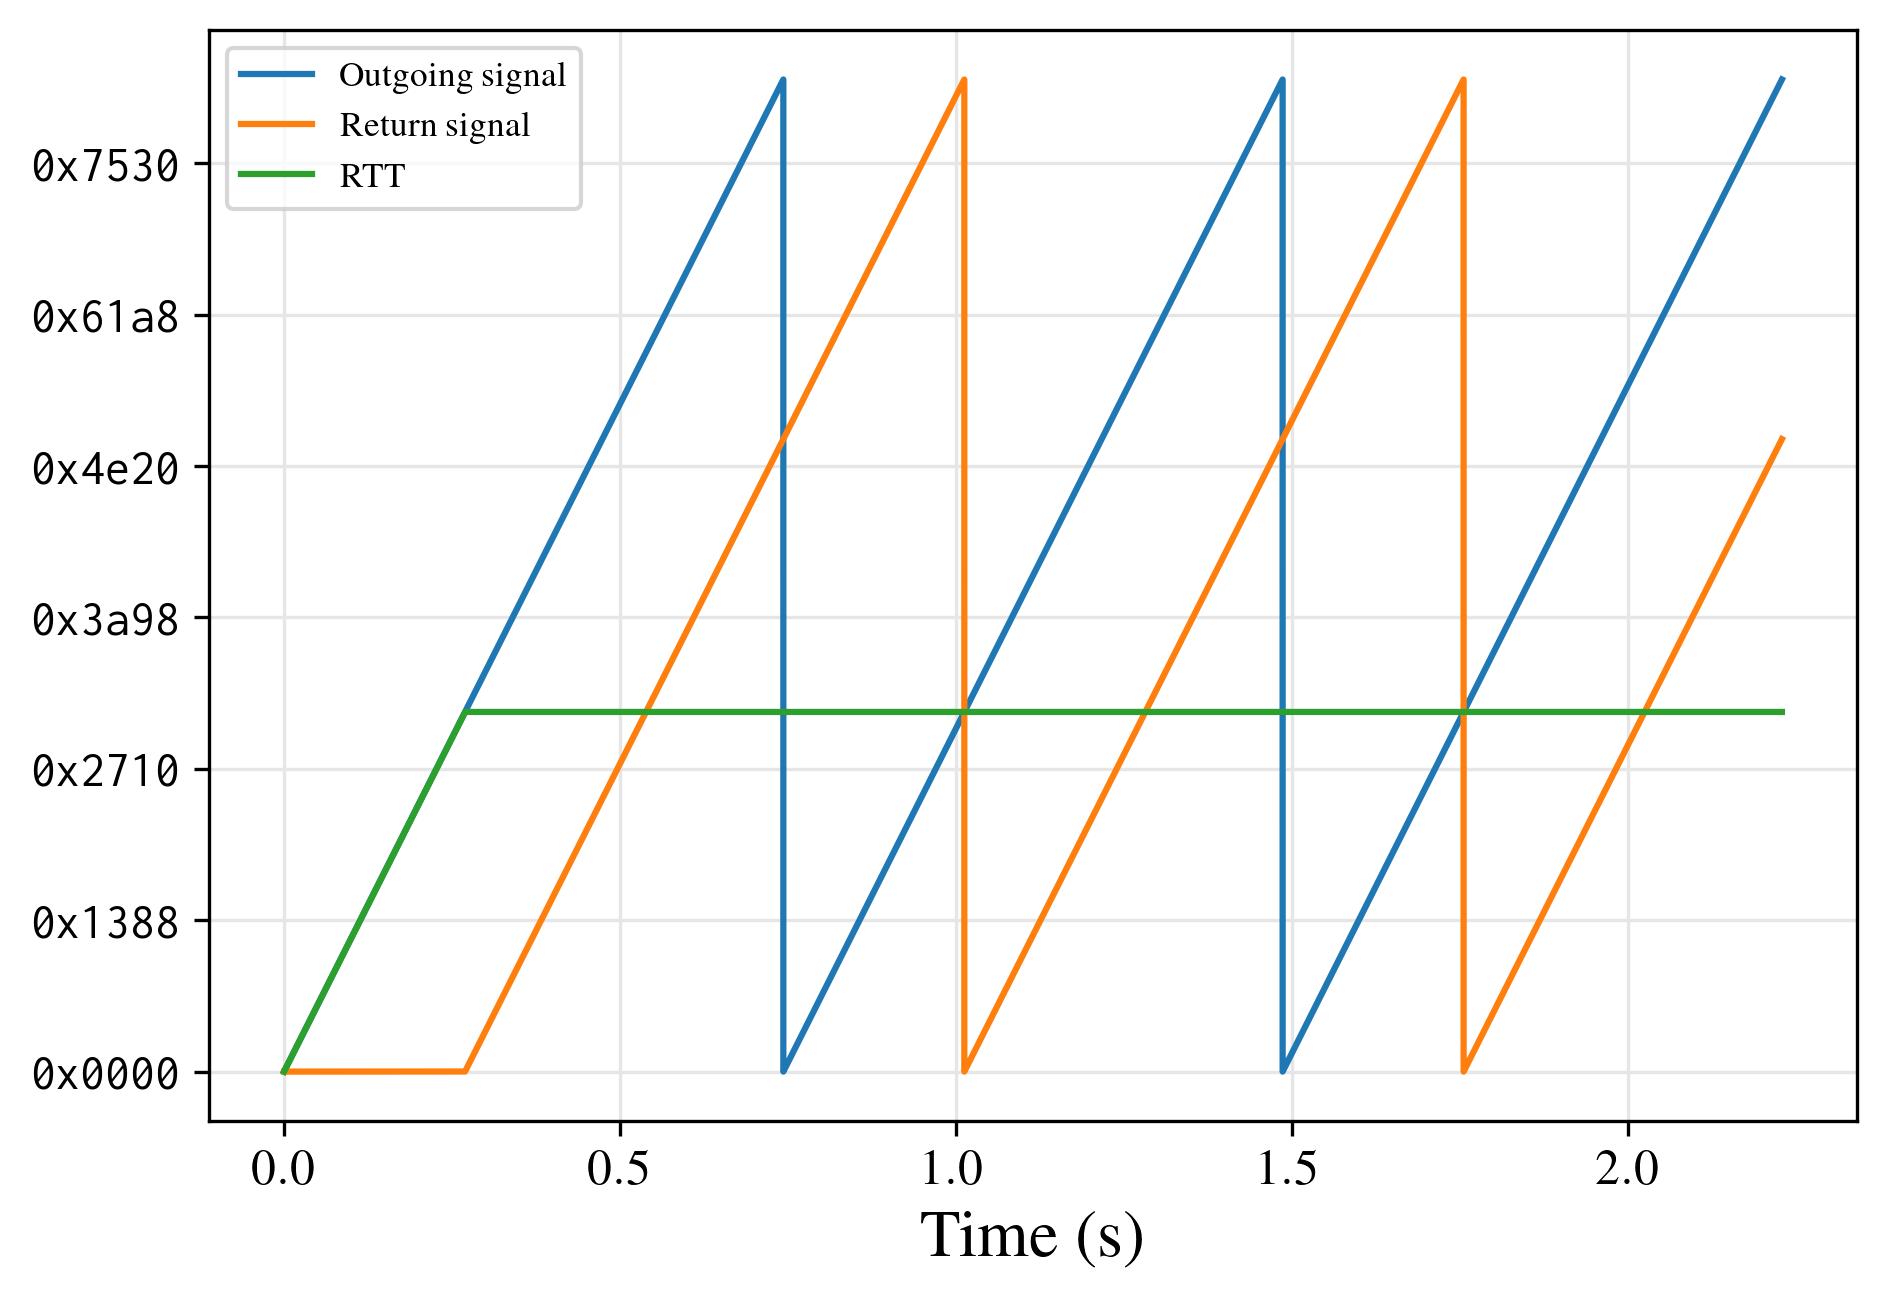 Outgoing signal
Return signal
RTT
0x7530
0x61a8
0x4e20
0x3a98
0x2710
0x1388
0x0000
0.0 0.5 1.0 1.5 2.0
Time (s)